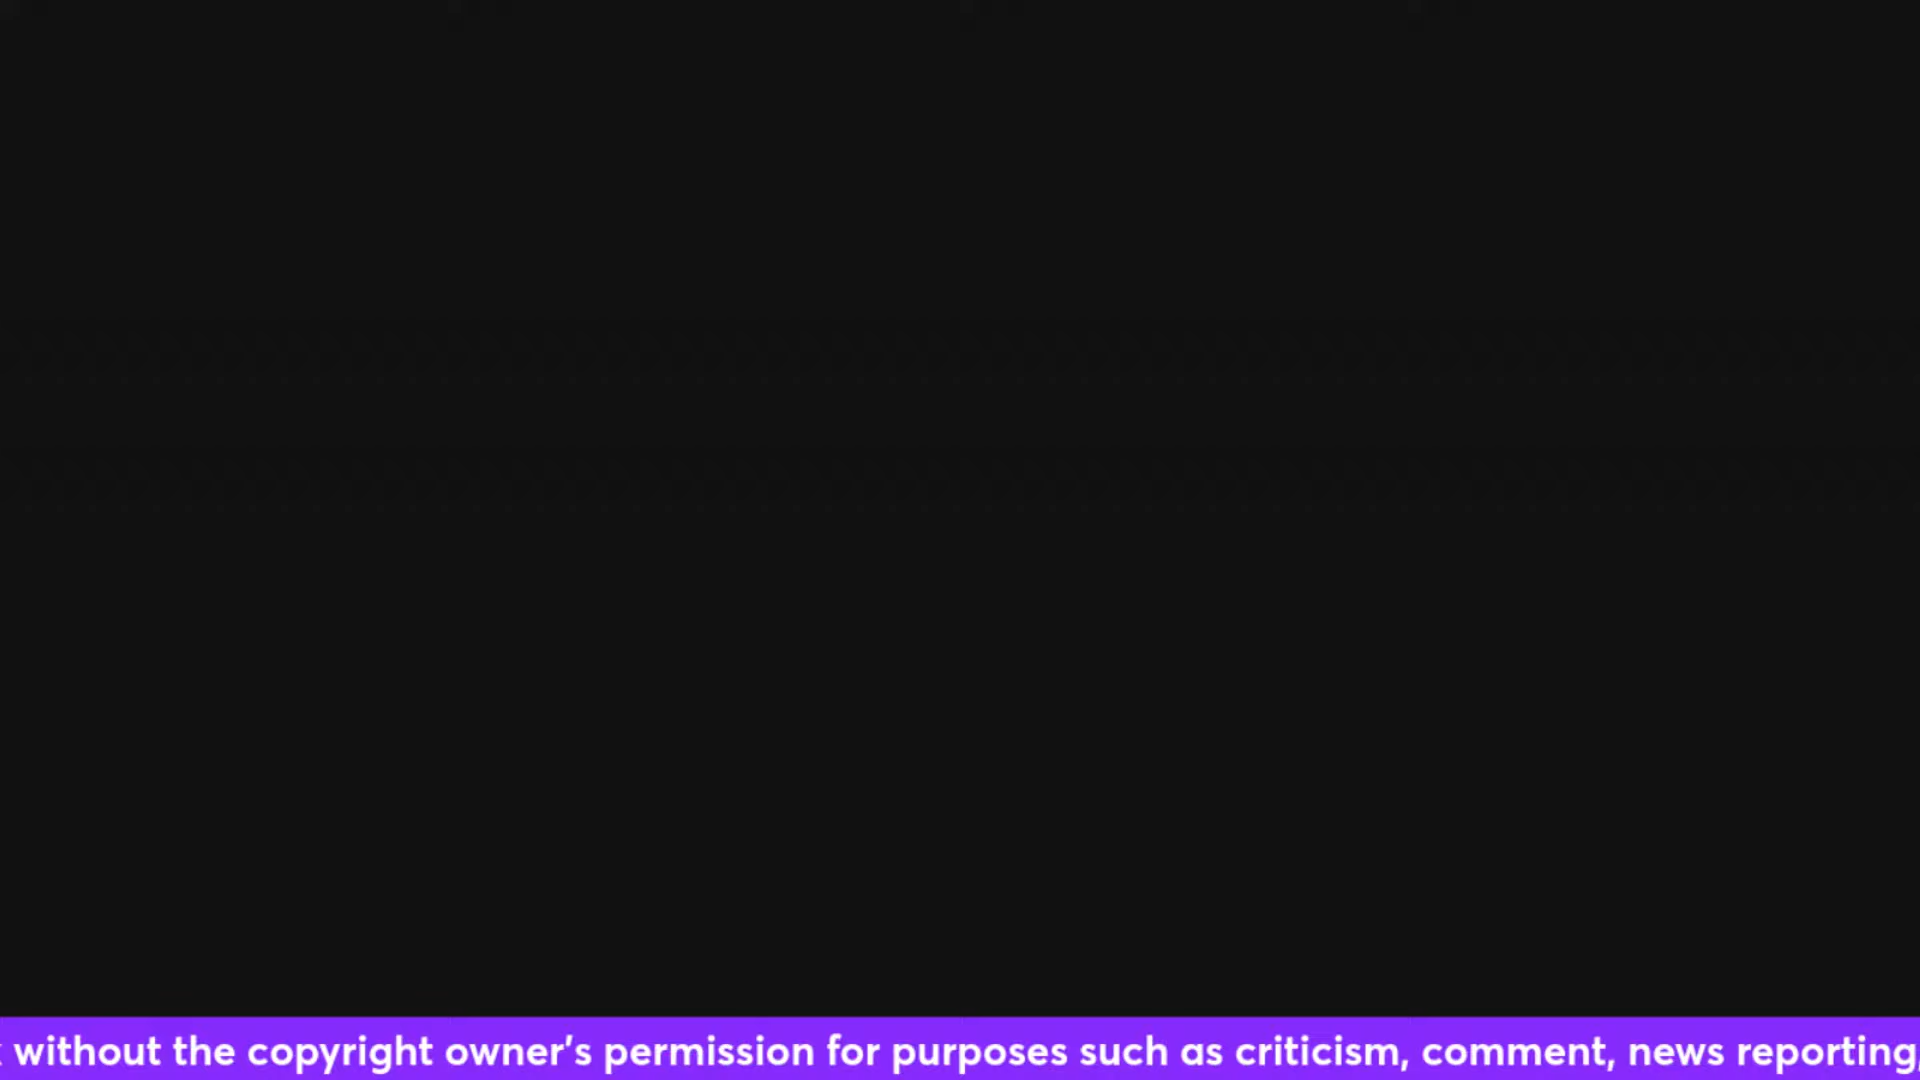 without the copyright owner's permission for purposes such as criticism, comment, news reporting,